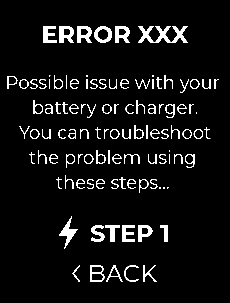 ERROR XXX
Possible issue with your
battery or charger.
You can troubleshoot
the problem using
these steps...
STEP 1
< BACK